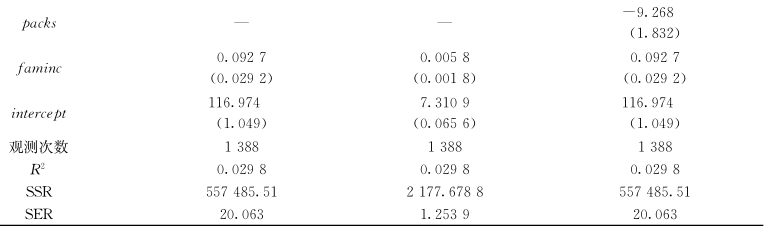 -9.268
packs — —
(1.832)
0.092 7 0.005 8 0.092 7
faminc
(0.029 2) (0.001 8) (0.029 2)
116.974 7.310 9 116.974
intercept
(1.049) (0.065 6) (1.049)
观测次数 1 388 1 388 1 388
R² 0.029 8 0.029 8 0.029 8
SSR 557 485.51 2 177.678 8 557 485.51
SER 20.063 1.253 9 20.063